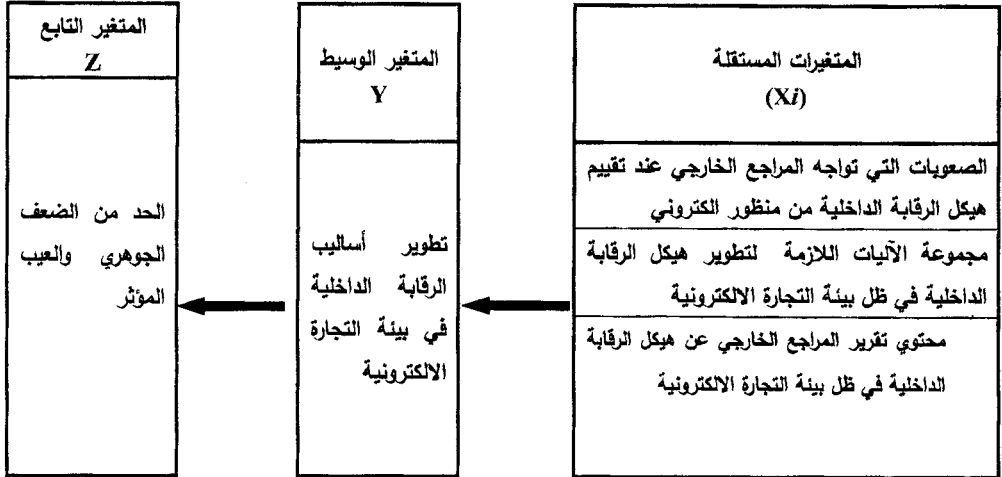 المتغيرات المستقلة
(Xi)
الصعوبات التي تواجه المراجع الخارجي عند تقييم
هيكل الرقابة الداخلية من منظور الكتروني
مجموعة الآليات اللازمة لتطوير هيكل الرقابة
الداخلية في ظل بيئة التجارة الالكترونية
محتوي تقرير المراجع الخارجي عن هيكل الرقابة
الداخلية في ظل بيئة التجارة الالكترونية
المتغير الوسيط
Y
تطوير أساليب
الرقابة الداخلية
في بيئة التجارة
الالكترونية
المتغير التابع
Z
الحد من الضعف
الجوهري والعيب
المؤثر